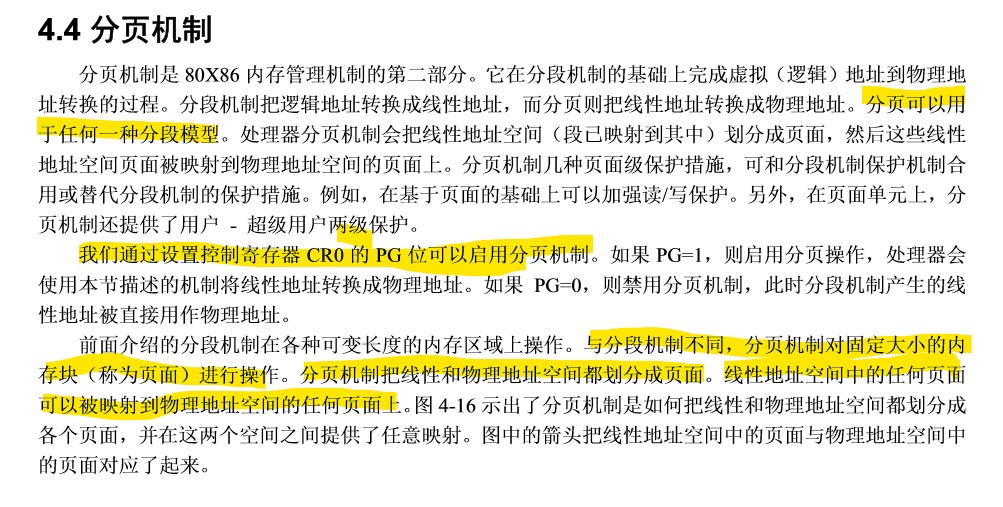 4.4 分页机制
分页机制是 80X86 内存管理机制的第二部分。它在分段机制的基础上完成虚拟（逻辑）地址到物理地
址转换的过程。分段机制把逻辑地址转换成线性地址，而分页则把线性地址转换成物理地址。分页可以用
于任何一种分段模型。处理器分页机制会把线性地址空间（段已映射到其中）划分成页面，然后这些线性
地址空间页面被映射到物理地址空间的页面上。分页机制几种页面级保护措施，可和分段机制保护机制合
用或替代分段机制的保护措施。例如，在基于页面的基础上可以加强读/写保护。另外，在页面单元上，分
页机制还提供了用户 - 超级用户两级保护。
我们通过设置控制寄存器 CR0 的 PG 位可以启用分页机制。如果 PG=1，则启用分页操作，处理器会
使用本节描述的机制将线性地址转换成物理地址。如果 PG=0，则禁用分页机制，此时分段机制产生的线
性地址被直接用作物理地址。
前面介绍的分段机制在各种可变长度的内存区域上操作。与分段机制不同，分页机制对固定大小的内
存块（称为页面）进行操作。分页机制把线性和物理地址空间都划分成页面。线性地址空间中的任何页面
可以被映射到物理地址空间的任何页面上。图 4-16 示出了分页机制是如何把线性和物理地址空间都划分成
各个页面，并在这两个空间之间提供了任意映射。图中的箭头把线性地址空间中的页面与物理地址空间中
的页面对应了起来。